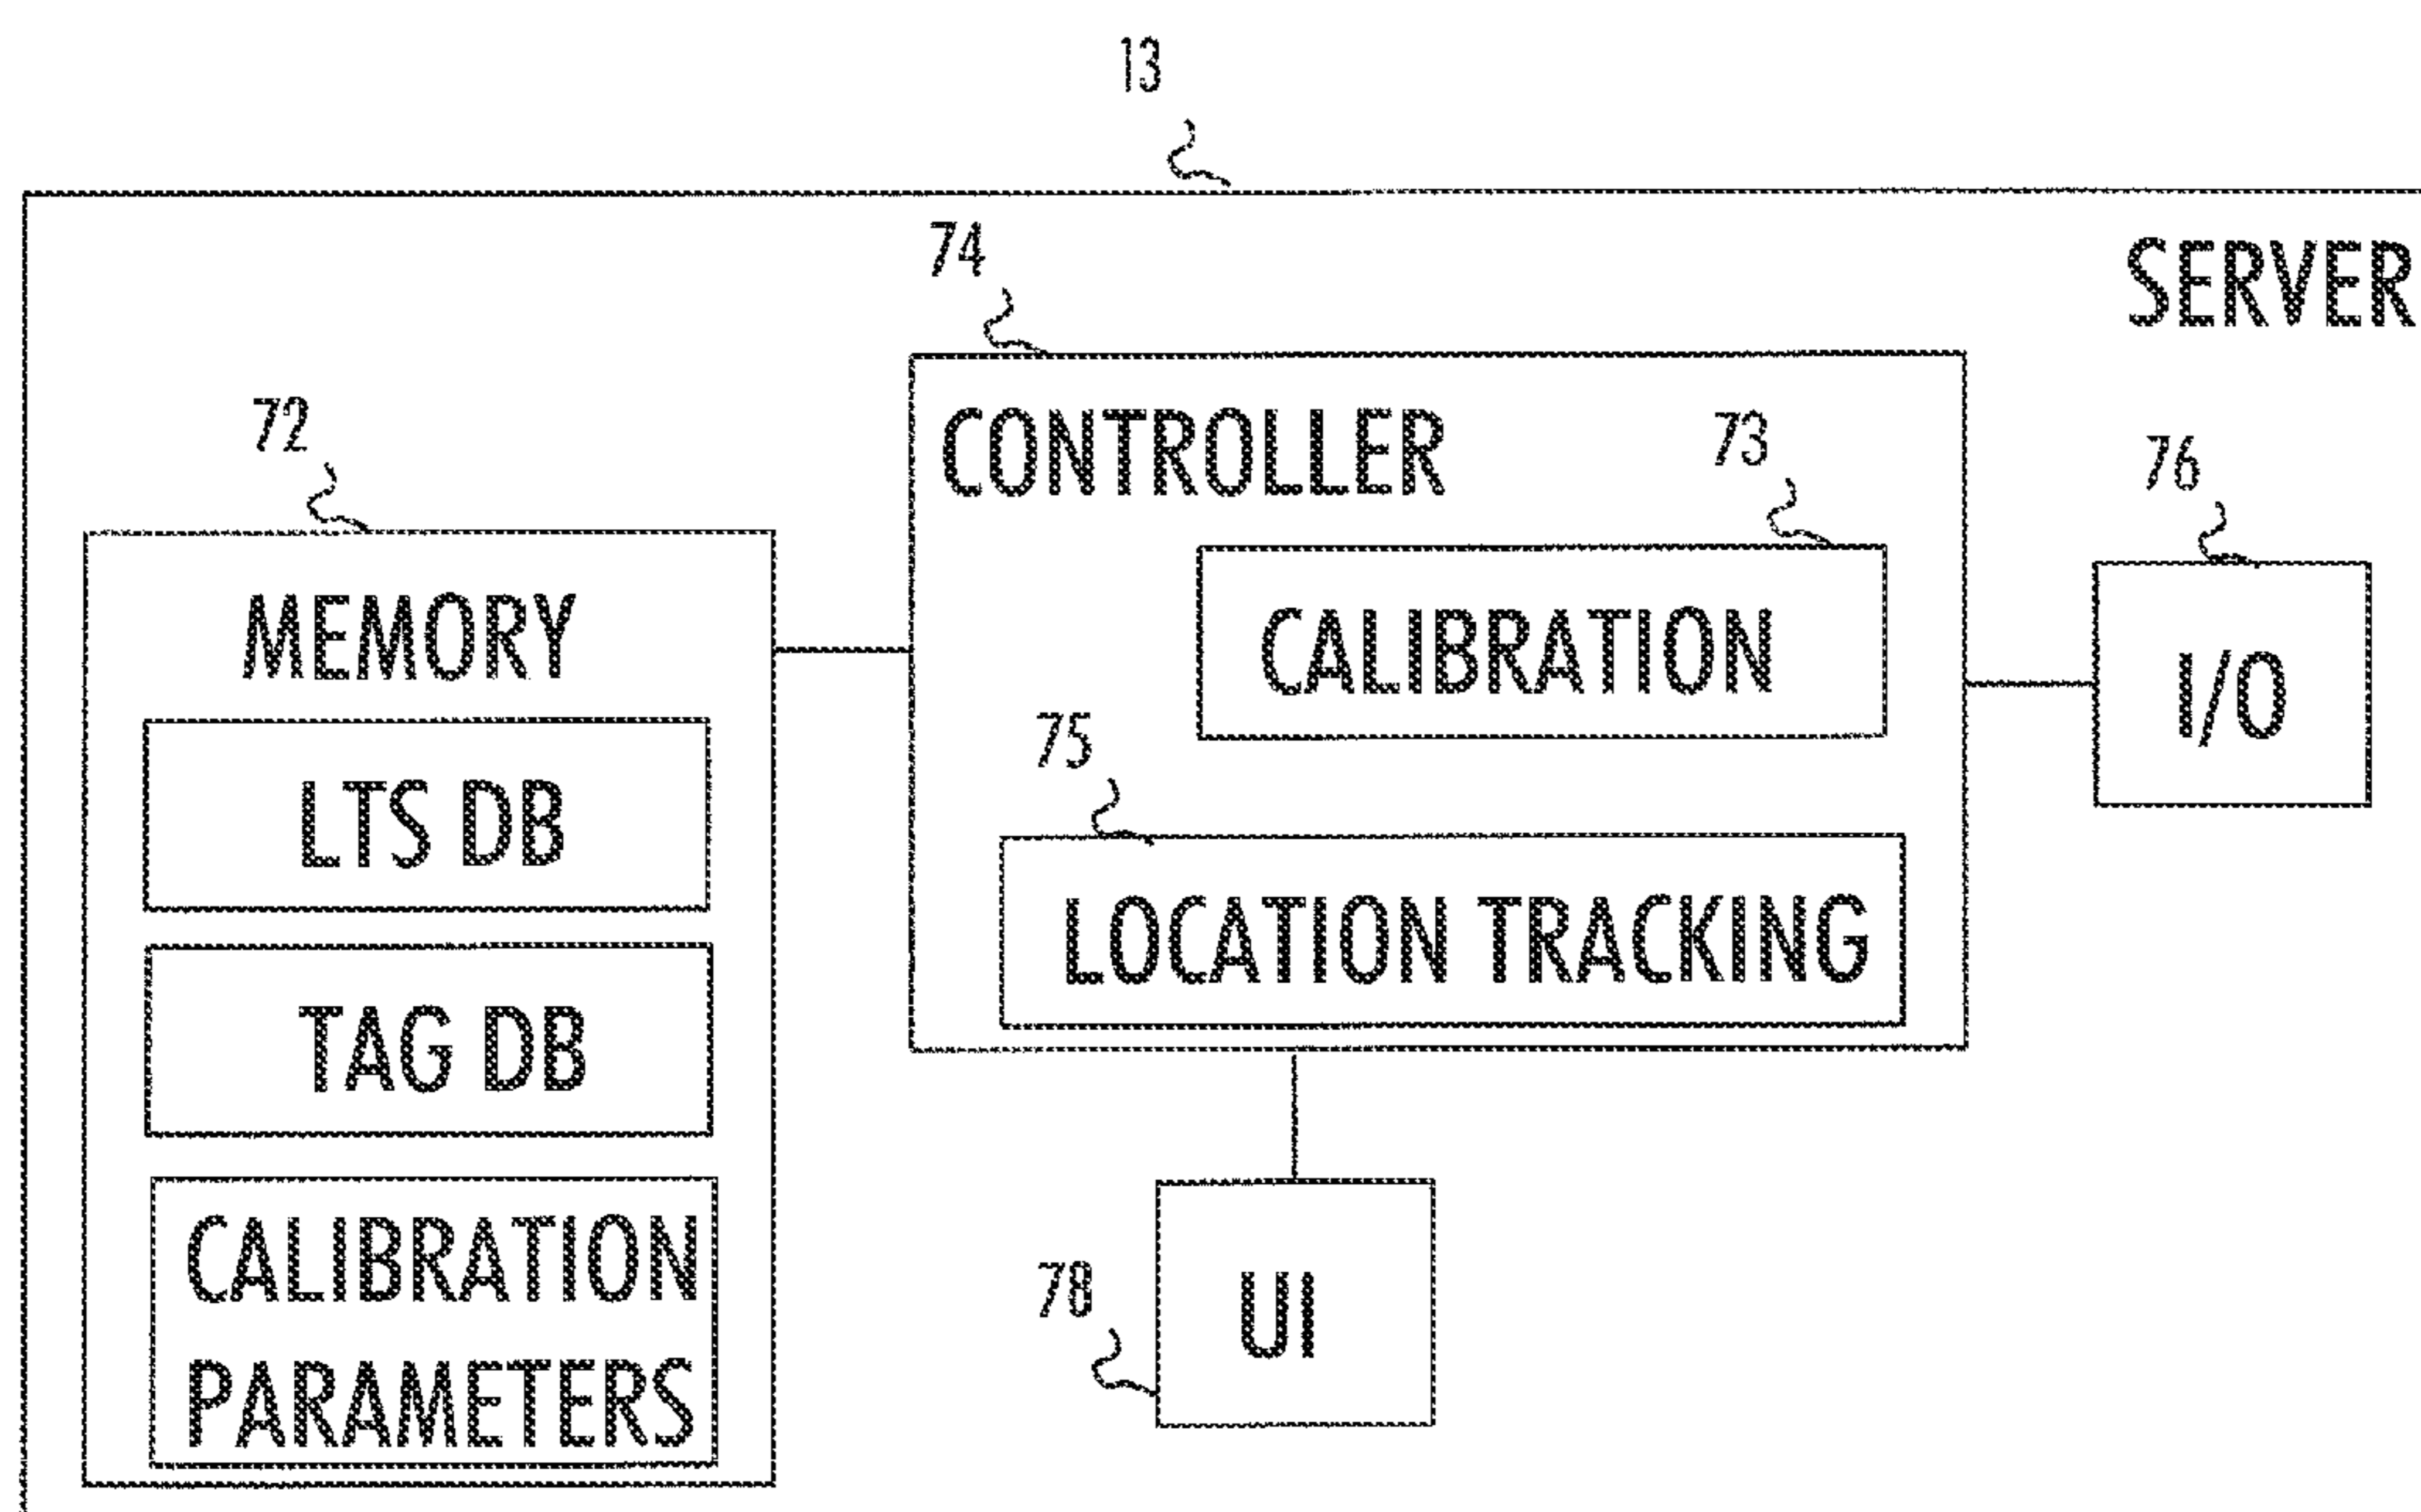 13
SERVER
74
CONTROLLER
72
73
76
MEMORY
CALIBRATION
I/O
LTS DB
75
LOCATION TRACKING
TAG DB
CALIBRATION
PARAMETERS
78
UI